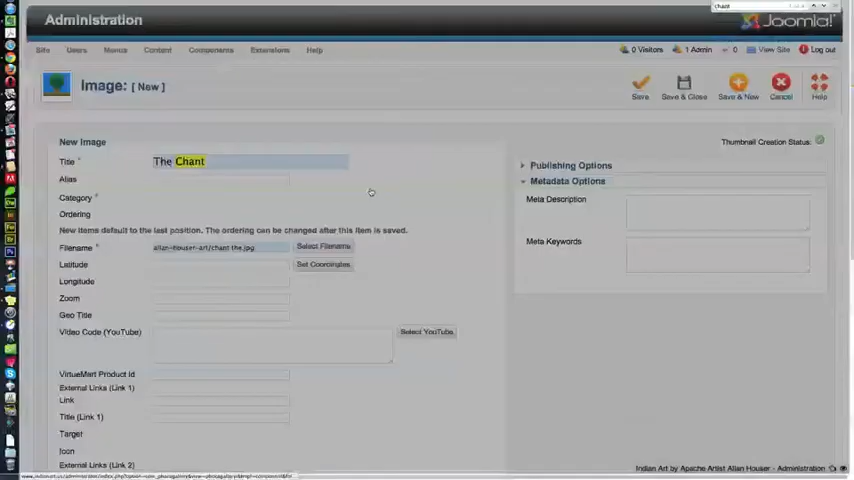 chant
Administration
Joomla!
Site Users Menus Content Components Extensions Help
0 Visitors 1 Admin 0 View Site Log out
Image: [ New ]
Save Save & Close Save & New Cancel Help
New Image
Thumbnail Creation Status:
Title * The Chant
Publishing Options
Alias
Metadata Options
Category *
Meta Description
Ordering
New items default to the last position. The ordering can be changed after this item is saved.
Filename * allan-houser-art/chant the.jpg Select Filename
Meta Keywords
Latitude Set Coordinates
Longitude
Zoom
Geo Title
Video Code (YouTube) Select YouTube
VirtueMart Product Id
External Links (Link 1)
Link
Title (Link 1)
Target
Icon
External Links (Link 2)
Indian Art by Apache Artist Allan Houser - Administration